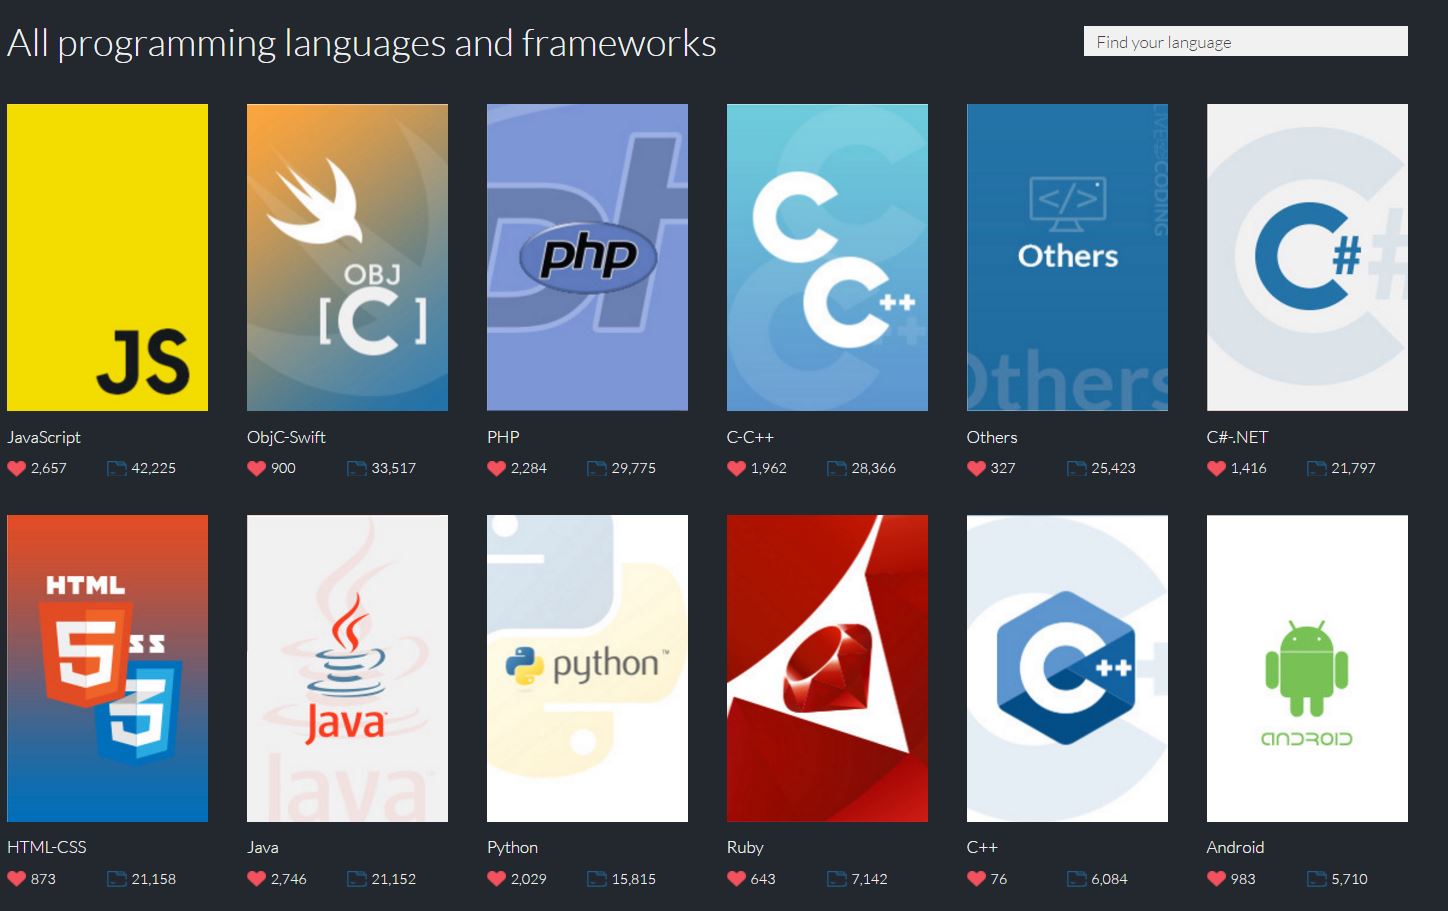 All programming languages and frameworks
Find your language
JS
OBJ
[C]
php
C
C++
</>
Others
LIVE CODING
Others
C#
JavaScript
2,657 42,225
ObjC-Swift
900 33,517
PHP
2,284 29,775
C-C++
1,962 28,366
Others
327 25,423
C#-.NET
1,416 21,797
HTML
5
SS
3
Java
Java
python™
C++
ANDROID
HTML-CSS
873 21,158
Java
2,746 21,152
Python
2,029 15,815
Ruby
643 7,142
C++
76 6,084
Android
983 5,710